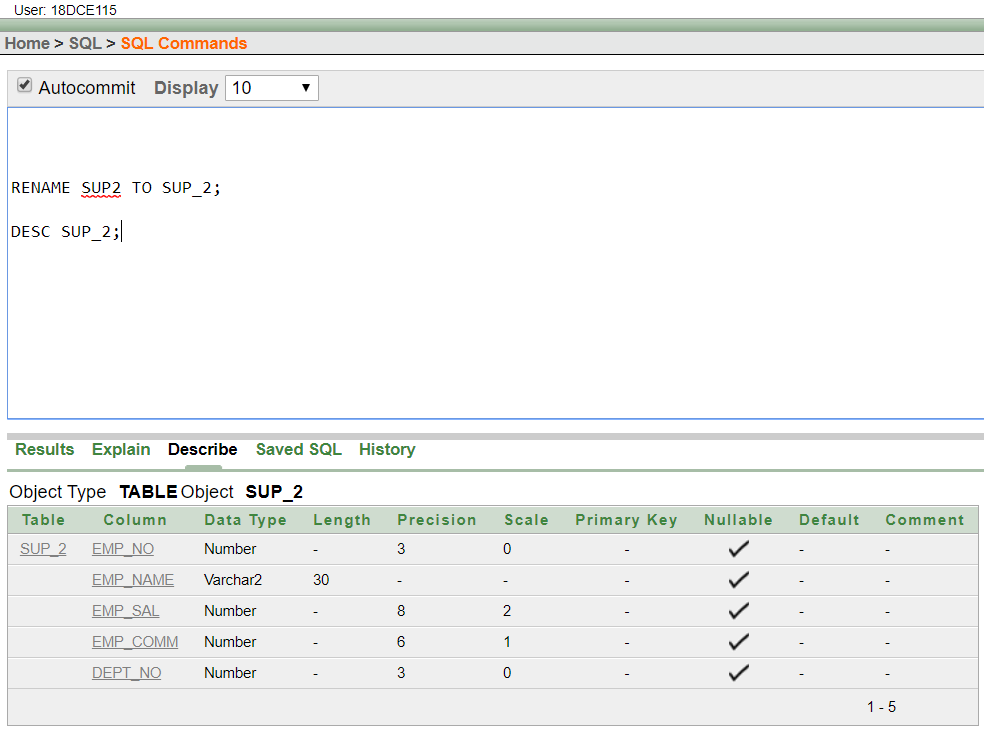 User: 18DCE115
Home > SQL > SQL Commands
Autocommit Display 10
RENAME SUP2 TO SUP_2;
DESC SUP_2;
Results Explain Describe Saved SQL History
Object Type TABLE Object SUP_2
Table Column Data Type Length Precision Scale Primary Key Nullable Default Comment
SUP_2 EMP_NO Number - 3 0 - - -
EMP_NAME Varchar2 30 - - - - -
EMP_SAL Number - 8 2 - - -
EMP_COMM Number - 6 1 - - -
DEPT_NO Number - 3 0 - - -
1 - 5